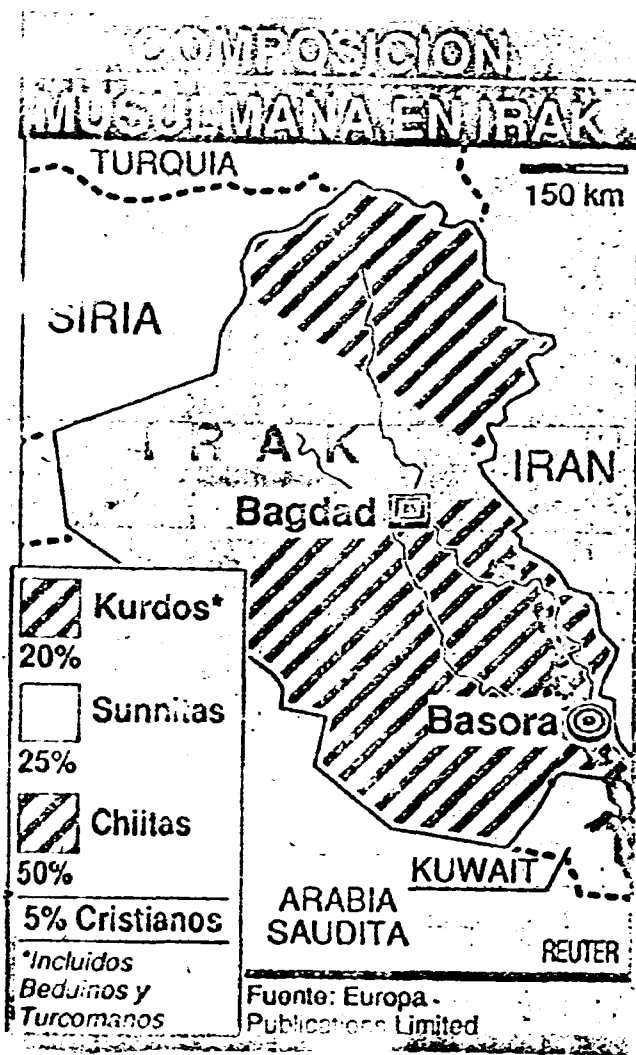 COMPOSICION
MUSULMANA EN IRAK
TURQUIA
150 km
SIRIA
IRAK
IRAN
Bagdad
Kurdos*
20%
Sunnitas
25%
Chiitas
50%
5% Cristianos
*Incluidos
Beduinos y
Turcomanos
Basora
KUWAIT
ARABIA
SAUDITA
REUTER
Fuente: Europa
Publications Limited